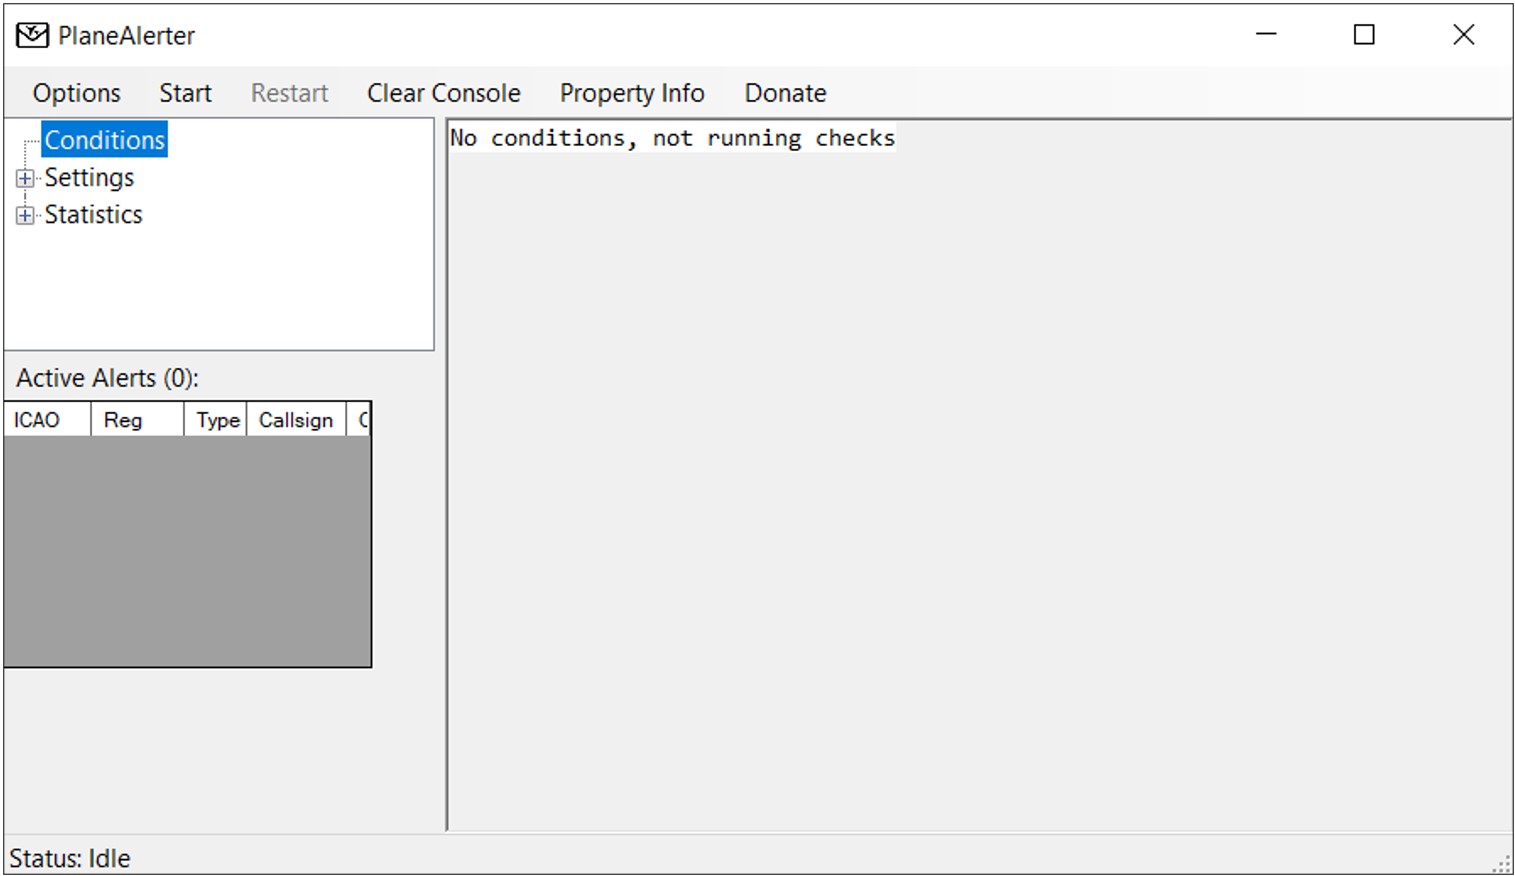 PlaneAlerter
Options Start Restart Clear Console Property Info Donate
Conditions
Settings
Statistics
No conditions, not running checks
Active Alerts (0):
ICAO Reg Type Callsign
Status: Idle